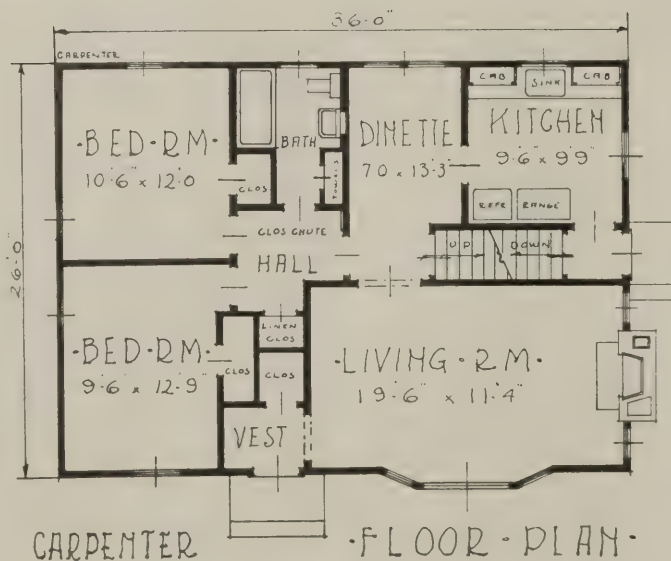 36'-0"
CARPENTER
26'-0"
CAB
SINK
CAB
·BED·RM·
10'-6" x 12'-0
BATH
DINETTE
7-0 x 13'-3"
KITCHEN
9'-6" x 9'9"
CLOS
TOWELS
REFR
RANGE
CLOS CHUTE
HALL
UP
DOWN
LINEN
CLOS
·BED·RM·
9'-6" x 12'-9"
CLOS
CLOS
·LIVING·RM·
19'-6" x 11'-4"
VEST
CARPENTER
·FLOOR·PLAN·